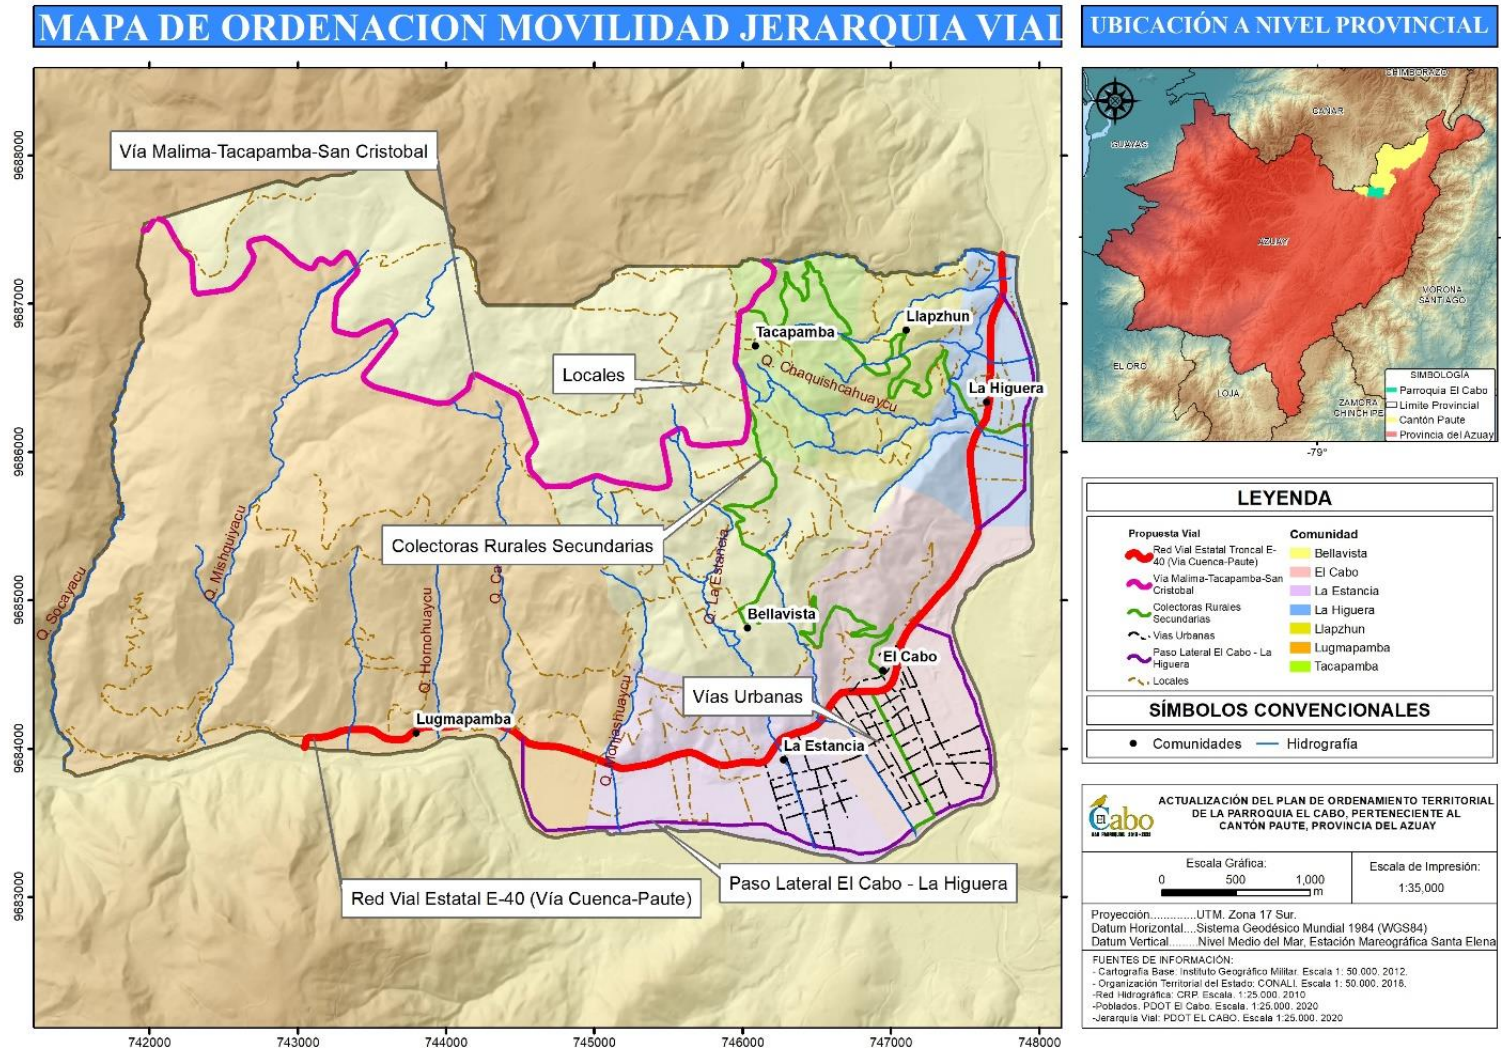 MAPA DE ORDENACION MOVILIDAD JERARQUIA VIAL
UBICACIÓN A NIVEL PROVINCIAL
Vía Malima-Tacapamba-San Cristobal
Locales
Tacapamba
Llapzhun
Q. Chaquishcahuaycu
La Higuera
Colectoras Rurales Secundarias
Q. Socayacu
Q. Mishquiyacu
Q. Hornohuaycu
Q. Ca
Q. La Estancia
Bellavista
El Cabo
Vías Urbanas
Lugmapamba
La Estancia
Q. Monjashuaycu
Paso Lateral El Cabo - La Higuera
Red Vial Estatal E-40 (Vía Cuenca-Paute)
9688000
9687000
9686000
9685000
9684000
9683000
742000
743000
744000
745000
746000
747000
748000
CHIMBORAZO
CAÑAR
GUAYAS
AZUAY
MORONA
SANTIAGO
EL ORO
LOJA
ZAMORA
CHINCHIPE
-79°
SIMBOLOGÍA
Parroquia El Cabo
Limite Provincial
Cantón Paute
Provincia del Azuay
LEYENDA
Propuesta Vial
Red Vial Estatal Troncal E-
40 (Via Cuenca-Paute)
Vía Malima-Tacapamba-San
Cristobal
Colectoras Rurales
Secundarias
Vias Urbanas
Paso Lateral El Cabo - La
Higuera
Locales
Comunidad
Bellavista
El Cabo
La Estancia
La Higuera
Llapzhun
Lugmapamba
Tacapamba
SÍMBOLOS CONVENCIONALES
Comunidades
Hidrografía
El Cabo
ACTUALIZACIÓN DEL PLAN DE ORDENAMIENTO TERRITORIAL
DE LA PARROQUIA EL CABO, PERTENECIENTE AL
CANTÓN PAUTE, PROVINCIA DEL AZUAY
Escala Gráfica:
0 500 1,000
m
Escala de Impresión:
1:35,000
Proyección..............UTM. Zona 17 Sur.
Datum Horizontal....Sistema Geodésico Mundial 1984 (WGS84)
Datum Vertical.........Nivel Medio del Mar, Estación Mareográfica Santa Elena
FUENTES DE INFORMACIÓN:
- Cartografía Base: Instituto Geográfico Militar. Escala 1: 50.000. 2012.
- Organización Territorial del Estado: CONALI. Escala 1: 50.000. 2018.
-Red Hidrográfica: CRP. Escala. 1:25.000. 2010
-Poblados. PDOT El Cabo. Escala. 1:25.000. 2020
-Jerarquía Vial: PDOT EL CABO. Escala 1:25.000. 2020